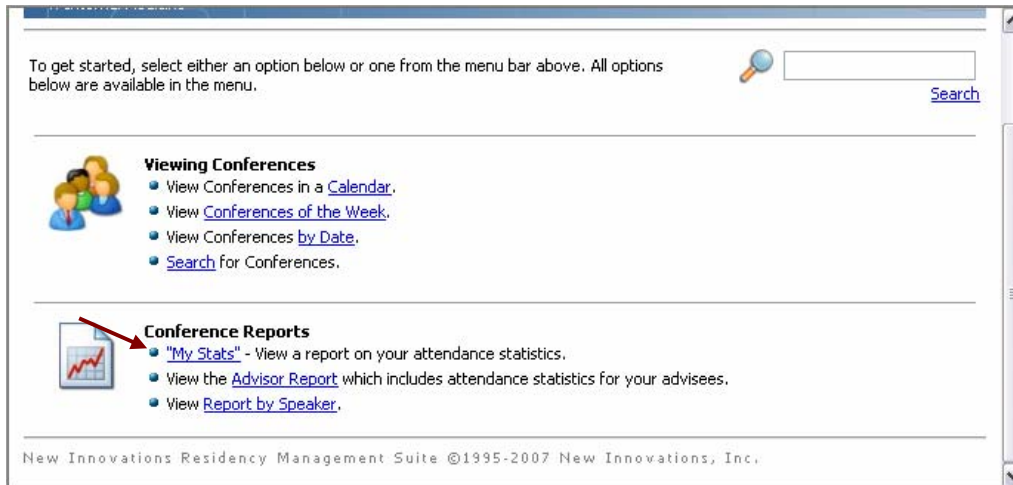 To get started, select either an option below or one from the menu bar above. All options
below are available in the menu.
Search
Viewing Conferences
View Conferences in a Calendar.
View Conferences of the Week.
View Conferences by Date.
Search for Conferences.
Conference Reports
"My Stats" - View a report on your attendance statistics.
View the Advisor Report which includes attendance statistics for your advisees.
View Report by Speaker.
New Innovations Residency Management Suite ©1995-2007 New Innovations, Inc.